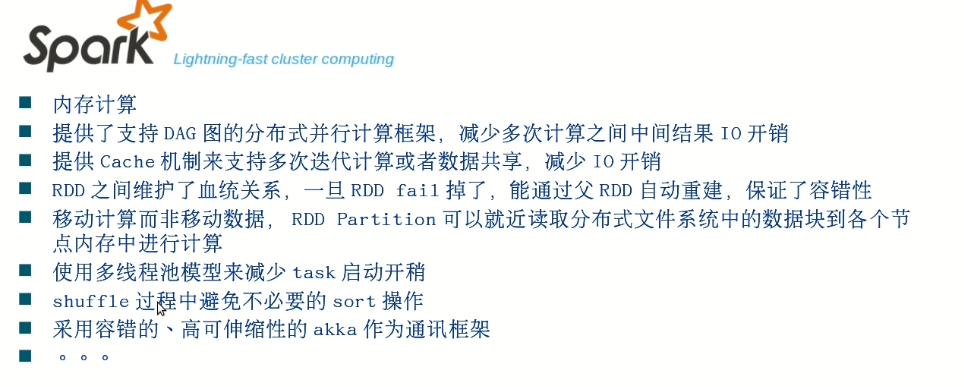 Spark Lightning-fast cluster computing
内存计算
提供了支持 DAG 图的分布式并行计算框架，减少多次计算之间中间结果 IO 开销
提供 Cache 机制来支持多次迭代计算或者数据共享，减少 IO 开销
RDD 之间维护了血统关系，一旦 RDD fail 掉了，能通过父 RDD 自动重建，保证了容错性
移动计算而非移动数据， RDD Partition 可以就近读取分布式文件系统中的数据块到各个节
点内存中进行计算
使用多线程池模型来减少 task 启动开稍
shuffle 过程中避免不必要的 sort 操作
采用容错的、高可伸缩性的 akka 作为通讯框架
。。。